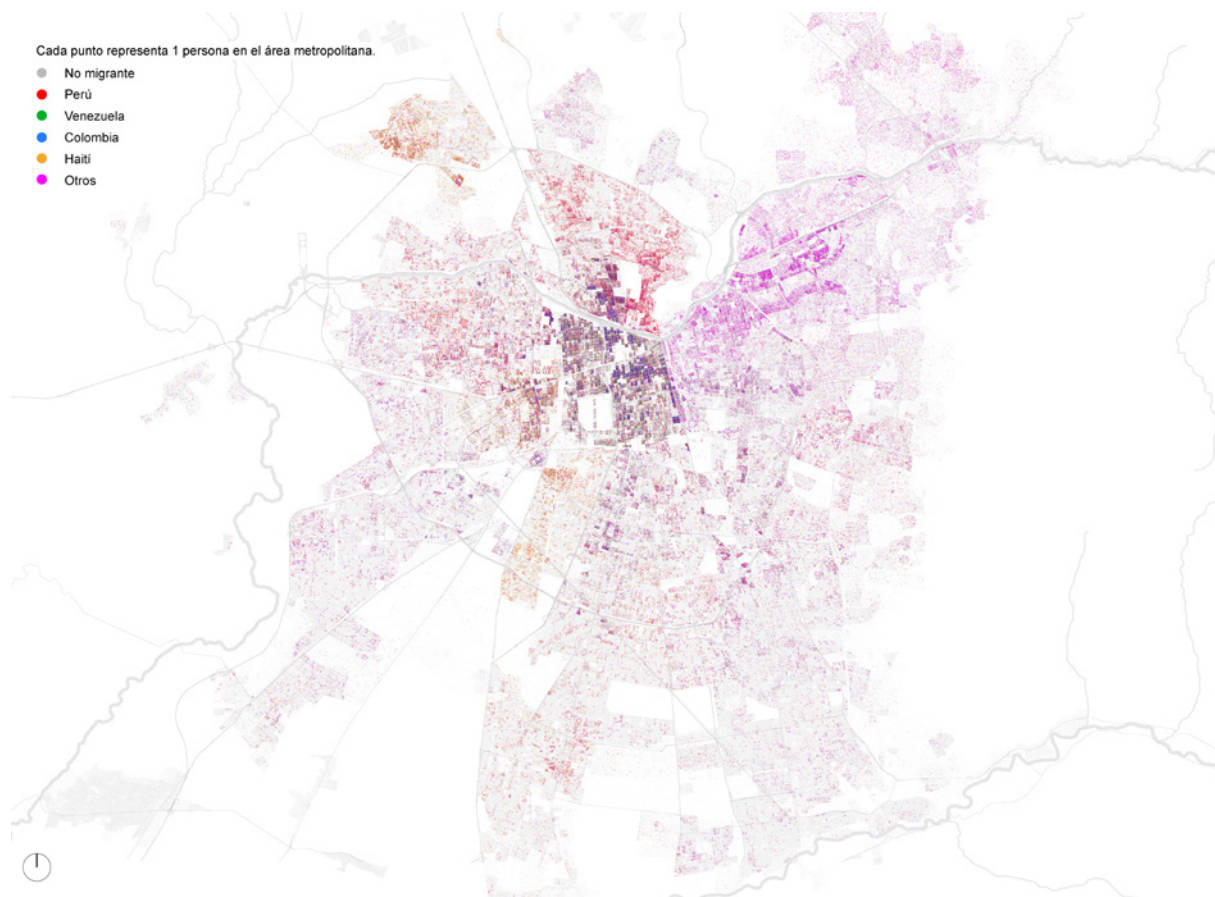 Cada punto representa 1 persona en el área metropolitana.
No migrante
Perú
Venezuela
Colombia
Haití
Otros